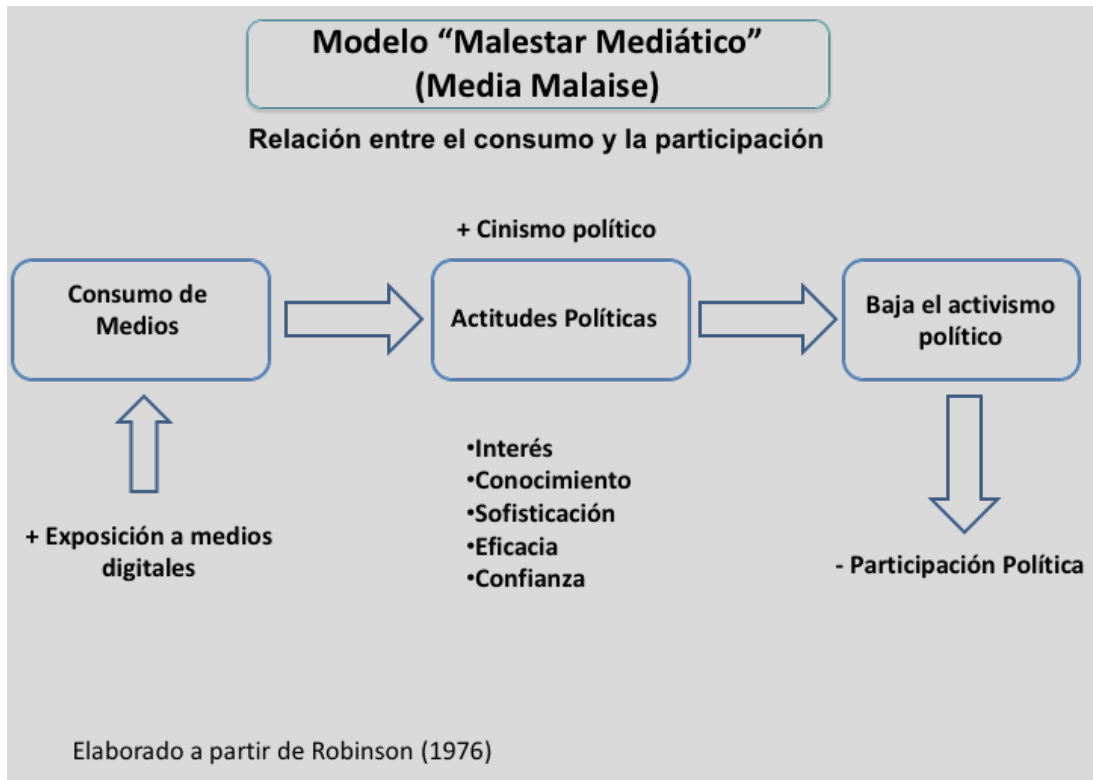 Modelo “Malestar Mediático”
(Media Malaise)
Relación entre el consumo y la participación
+ Cinismo político
Consumo de
Medios
Actitudes Políticas
Baja el activismo
político
•Interés
•Conocimiento
•Sofisticación
•Eficacia
•Confianza
+ Exposición a medios
digitales
- Participación Política
Elaborado a partir de Robinson (1976)